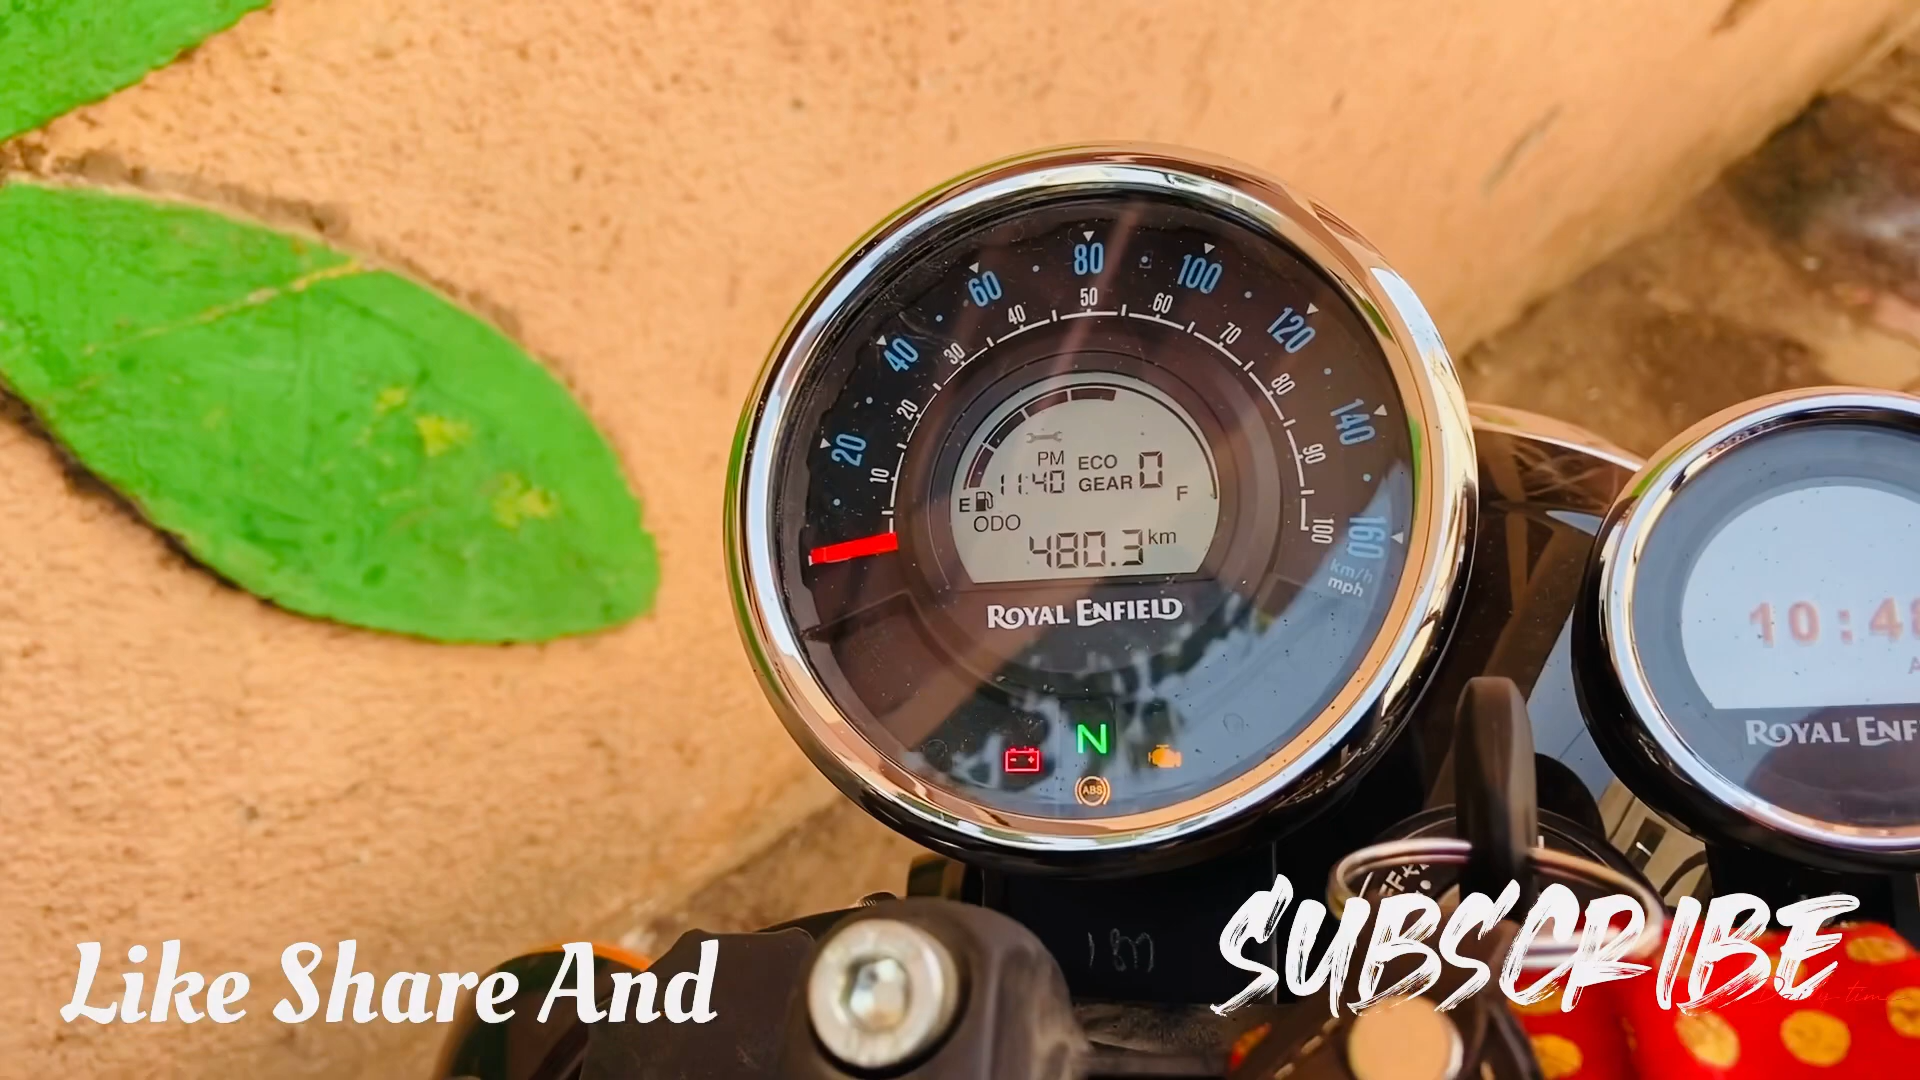 80
60
100
50
40
60
40
120
30
70
20
80
140
20
10
90
PM
ECO
11:40
GEAR
0
E
F
ODO
100
160
480.3
km
km/h
mph
ROYAL ENFIELD
10:48
ROYAL ENF
N
ABS
Like Share And
SUBSCRIBE